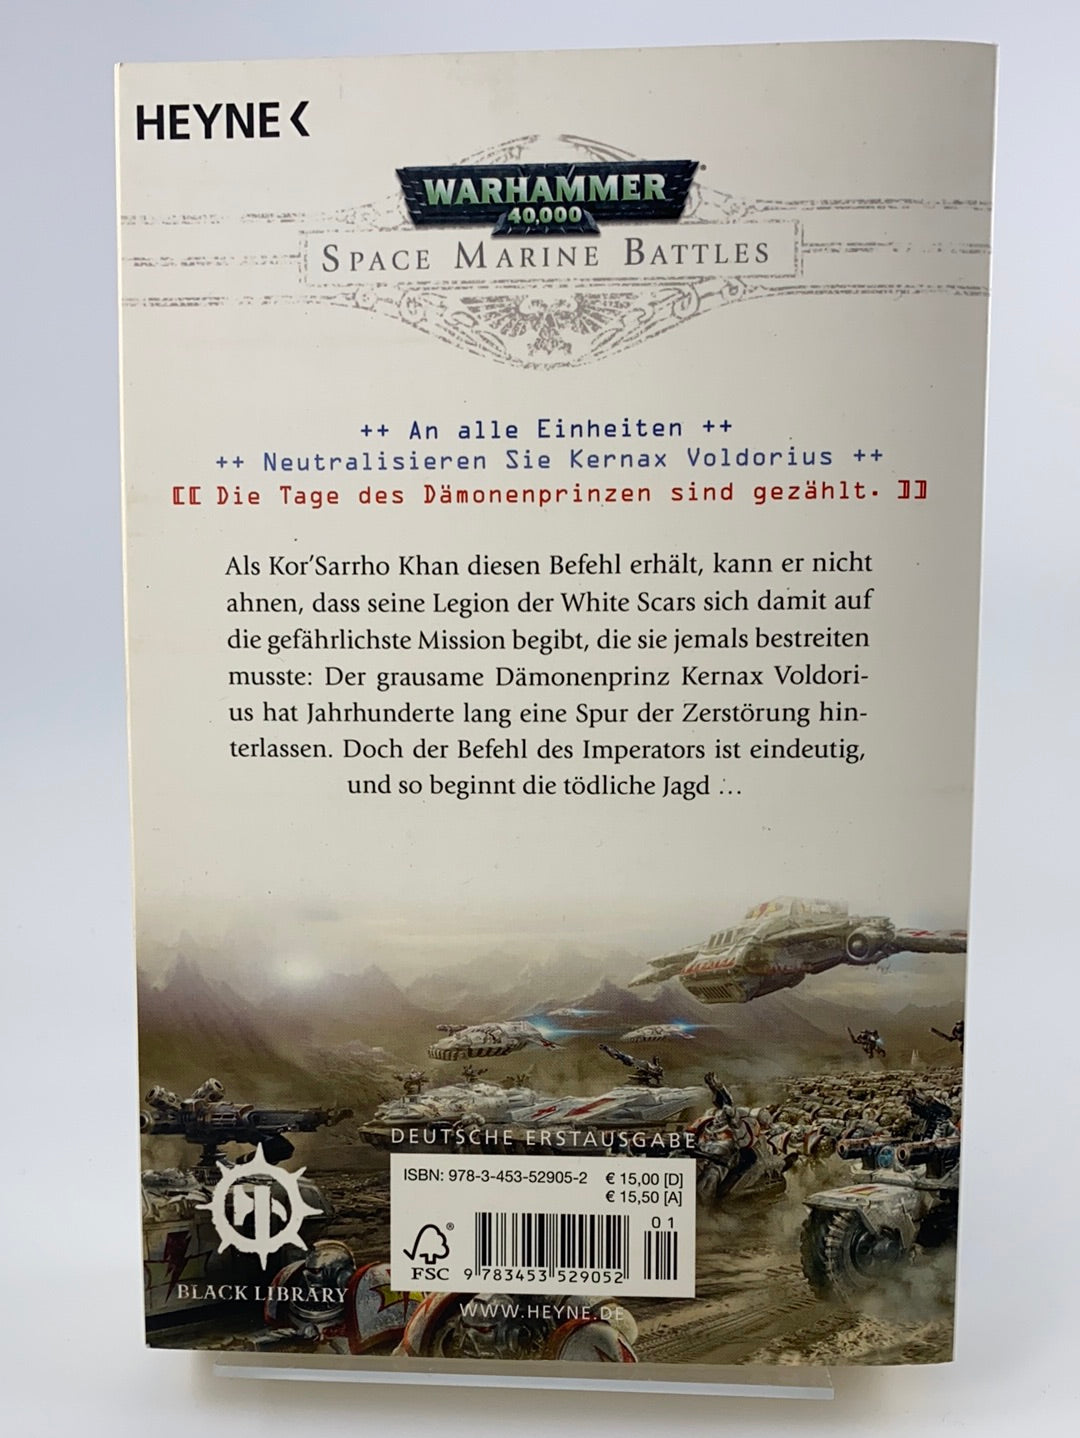 HEYNE
WARHAMMER®
40,000
SPACE MARINE BATTLES
++ An alle Einheiten ++
++ Neutralisieren Sie Kernax Voldorius ++
[[ Die Tage des Dämonenprinzen sind gezählt. ]]
Als Kor'Sarrho Khan diesen Befehl erhält, kann er nicht
ahnen, dass seine Legion der White Scars sich damit auf
die gefährlichste Mission begibt, die sie jemals bestreiten
musste: Der grausame Dämonenprinz Kernax Voldori-
us hat Jahrhunderte lang eine Spur der Zerstörung hin-
terlassen. Doch der Befehl des Imperators ist eindeutig,
und so beginnt die tödliche Jagd ...
DEUTSCHE ERSTAUSGABE
ISBN: 978-3-453-52905-2 € 15,00 [D]
€ 15,50 [A]
01
®
FSC 9 783453 529052
BLACK LIBRARY
WWW.HEYNE.DE